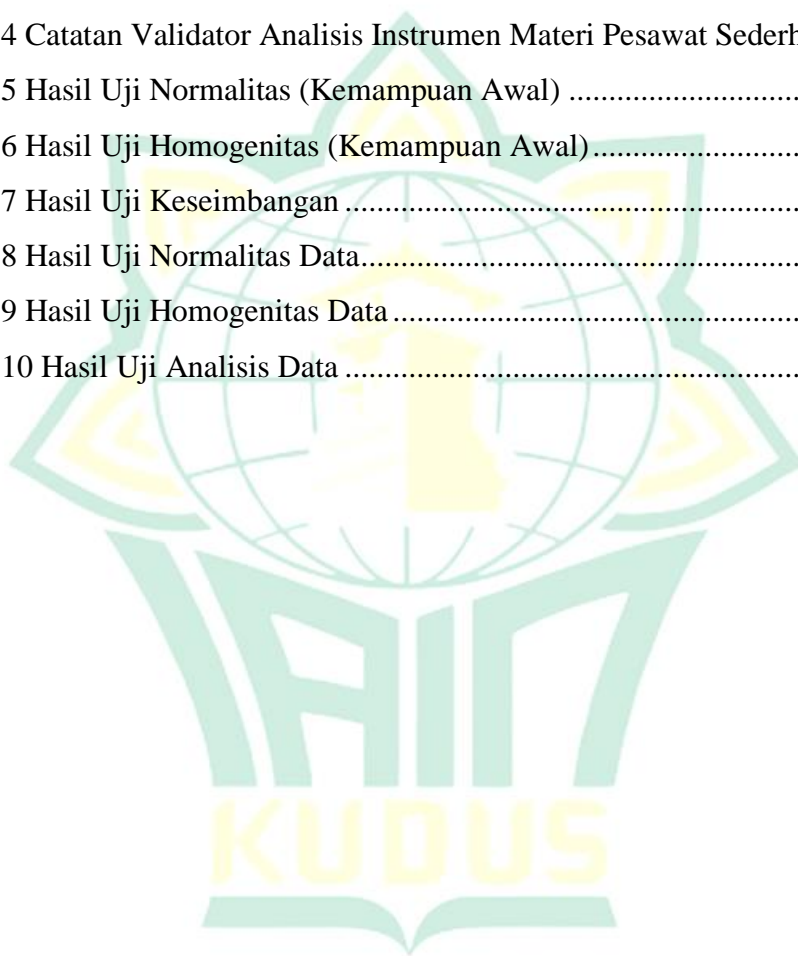 4 Catatan Validator Analisis Instrumen Materi Pesawat
5 Hasil Uji Normalitas (Kemampuan Awal) ..............................
6 Hasil Uji Homogenitas (Kemampuan Awal) ...........................
7 Hasil Uji Keseimbangan ............................................................
8 Hasil Uji Normalitas Data..........................................................
9 Hasil Uji Homogenitas Data .....................................................
10 Hasil Uji Analisis Data ............................................................
IAIN
KUDUS